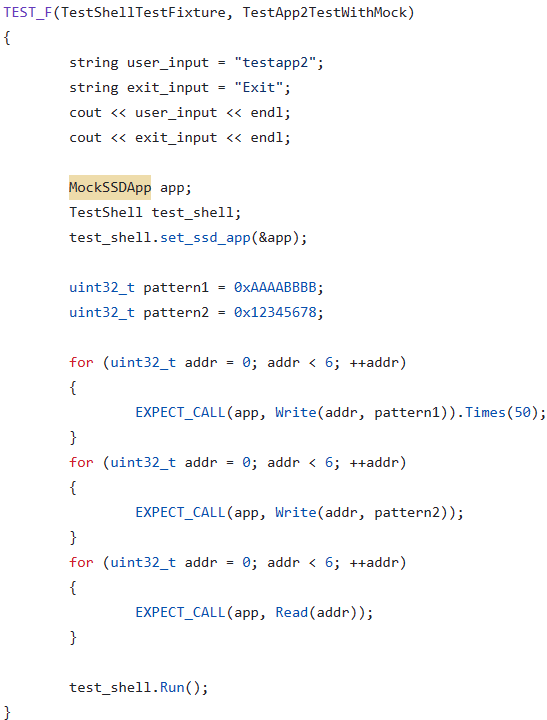 TEST_F(TestShellTestFixture, TestApp2TestWithMock)
{
        string user_input = "testapp2";
        string exit_input = "Exit";
        cout << user_input << endl;
        cout << exit_input << endl;

        MockSSDApp app;
        TestShell test_shell;
        test_shell.set_ssd_app(&app);

        uint32_t pattern1 = 0xAAAABBBB;
        uint32_t pattern2 = 0x12345678;

        for (uint32_t addr = 0; addr < 6; ++addr)
        {
                EXPECT_CALL(app, Write(addr, pattern1)).Times(50);
        }
        for (uint32_t addr = 0; addr < 6; ++addr)
        {
                EXPECT_CALL(app, Write(addr, pattern2));
        }
        for (uint32_t addr = 0; addr < 6; ++addr)
        {
                EXPECT_CALL(app, Read(addr));
        }

        test_shell.Run();
}